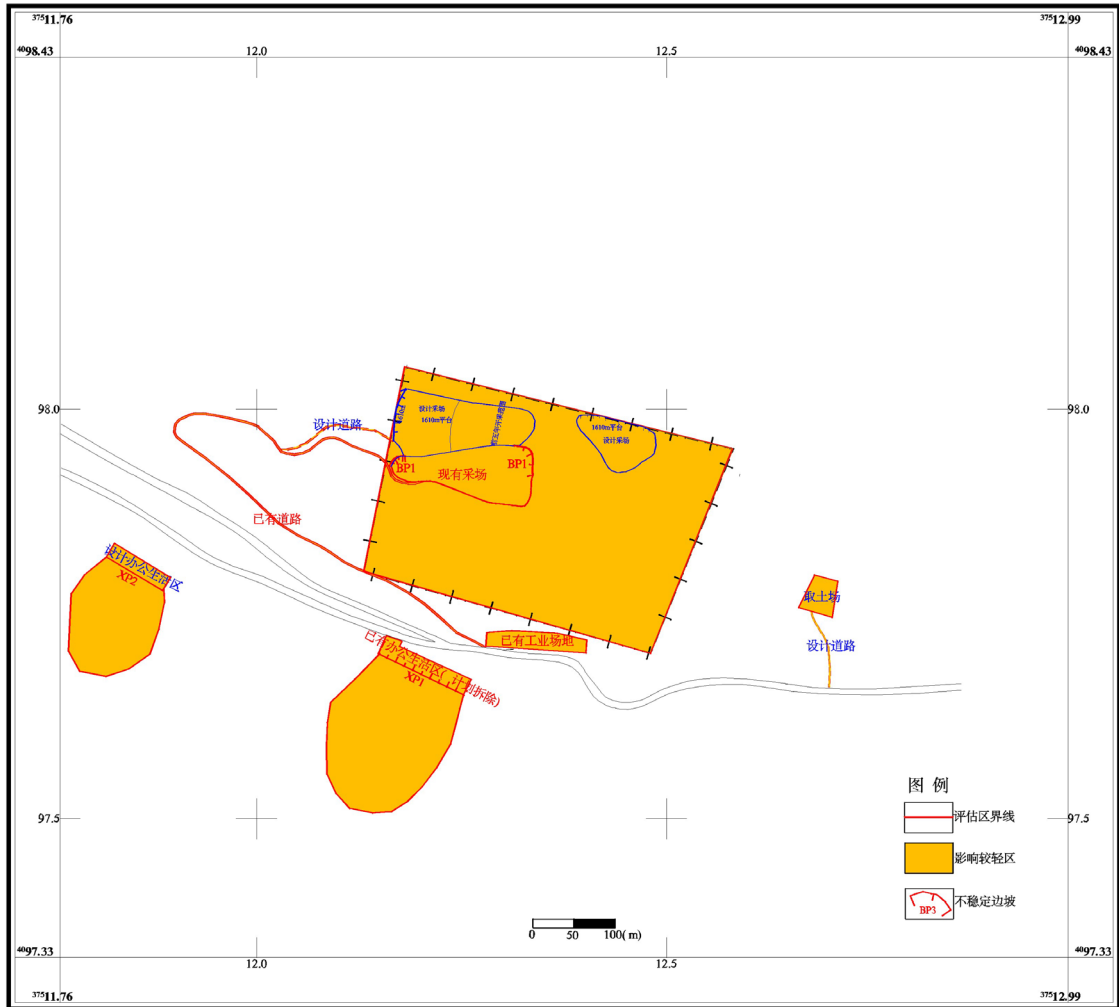 37511.76
37512.99
4098.43
12.0
12.5
4098.43
98.0
98.0
设计道路
1610m
设计采场
1610m平台
1610m平台
设计采场
BP1
BP1
现有采场
已有道路
设计办公生活区
XP2
取土场
已有工业场地
设计道路
已有办公生活区(计划拆除)
XP1
图 例
97.5
评估区界线
97.5
影响较轻区
不稳定边坡
BP3
0 50 100(m)
4097.33
12.0
12.5
4097.33
37511.76
37512.99